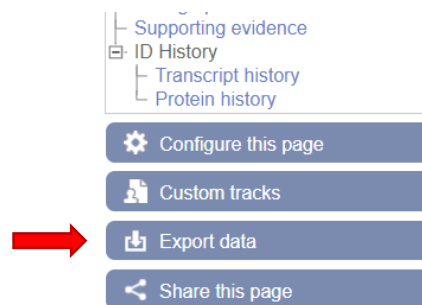 Supporting evidence
ID History
Transcript history
Protein history
Configure this page
Custom tracks
Export data
Share this page